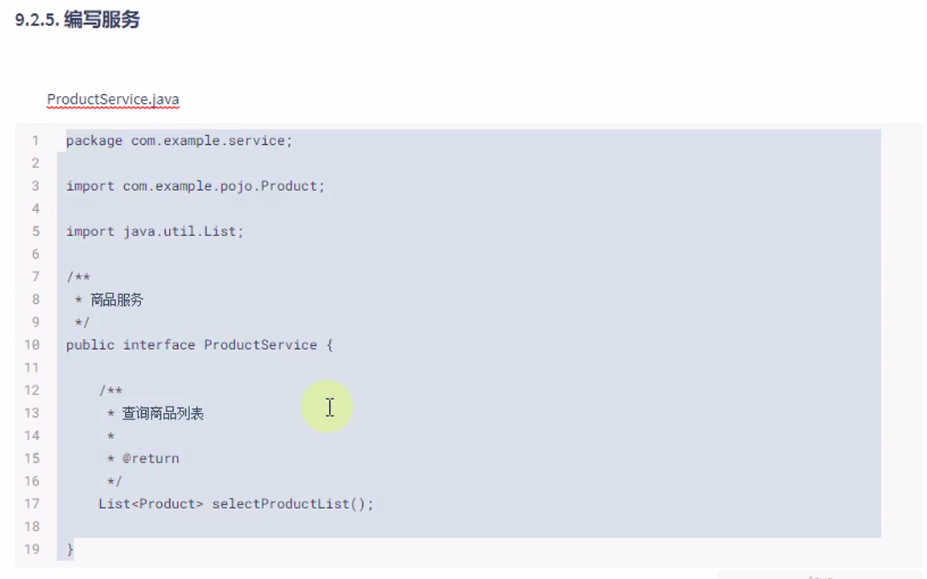 9.2.5. 编写服务
ProductService.java
1 package com.example.service;
2
3 import com.example.pojo.Product;
4
5 import java.util.List;
6
7 /**
8  * 商品服务
9  */
10 public interface ProductService {
11
12     /**
13      * 查询商品列表
14      *
15      * @return
16      */
17     List<Product> selectProductList();
18
19 }